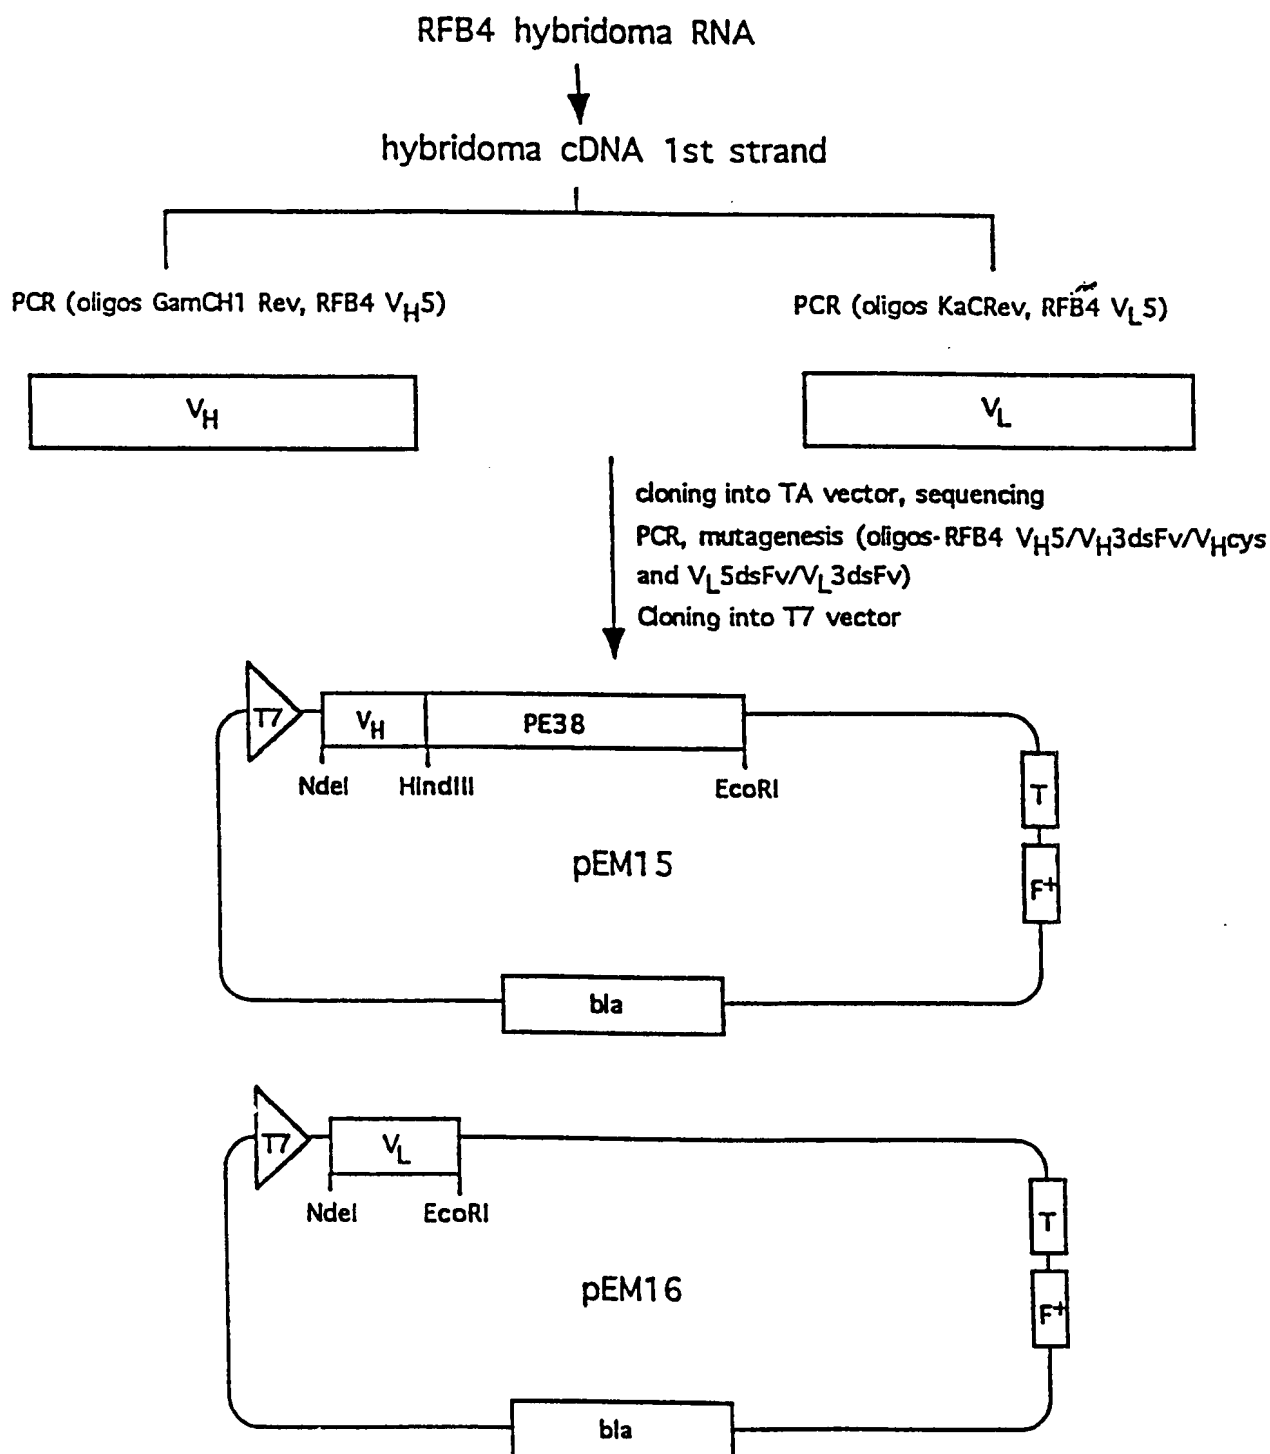 RFB4 hybridoma RNA
hybridoma cDNA 1st strand
PCR (oligos GamCH1 Rev, RFB4 VH5)
PCR (oligos KaCRev, RFB4 VL5)
VH
VL
cloning into TA vector, sequencing
PCR, mutagenesis (oligos-RFB4 VH5/VH3dsFv/VHcys
and VL5dsFv/VL3dsFv)
Cloning into T7 vector
T7
VH
PE38
NdeI
HindIII
EcoRI
T
pEM15
F+
bla
T7
VL
NdeI
EcoRI
T
pEM16
F+
bla